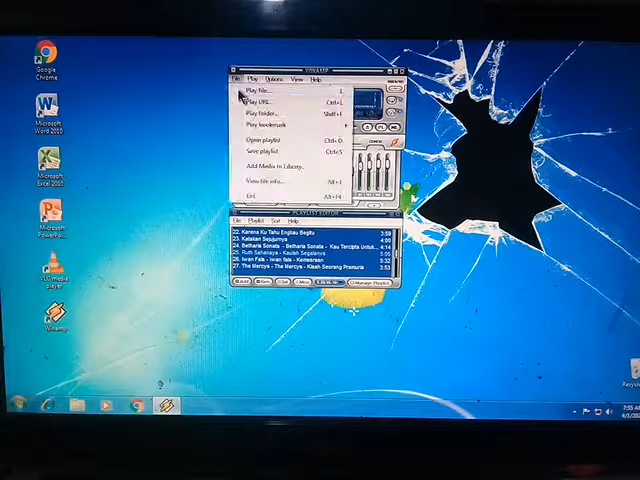 Google
Chrome
Microsoft
Word 2010
Microsoft
Excel 2010
Microsoft
PowerPo...
VLC media
player
Winamp
WINAMP
File Play Options View Help
Play file... L
Play URL... Ctrl+L
Play folder... Shift+L
Play bookmark
Open playlist Ctrl+O
Save playlist Ctrl+S
Add Media to Library...
View file info... Alt+3
Exit Alt+F4
PLAYLIST EDITOR
File Playlist Sort Help
22. Karena Ku Tahu Engkau Begitu 3:59
23. Katakan Sejujurnya 4:00
24. Betharia Sonata - Betharia Sonata - Kau Tercipta Untuk... 4:14
25. Ruth Sahanaya - Kaulah Segalanya 5:05
26. Iwan Fals - Iwan fals - Kemesraan 5:32
27. The Mercys - The Mercys - Kisah Seorang Pramuria 3:53
Add
Manage Playlist
Recycle
7:55 AM